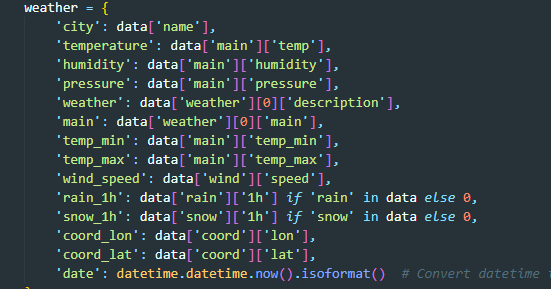 weather = {
'city': data['name'],
'temperature': data['main']['temp'],
'humidity': data['main']['humidity'],
'pressure': data['main']['pressure'],
'weather': data['weather'][0]['description'],
'main': data['weather'][0]['main'],
'temp_min': data['main']['temp_min'],
'temp_max': data['main']['temp_max'],
'wind_speed': data['wind']['speed'],
'rain_1h': data['rain']['1h'] if 'rain' in data else 0,
'snow_1h': data['snow']['1h'] if 'snow' in data else 0,
'coord_lon': data['coord']['lon'],
'coord_lat': data['coord']['lat'],
'date': datetime.datetime.now().isoformat()  # Convert datetime